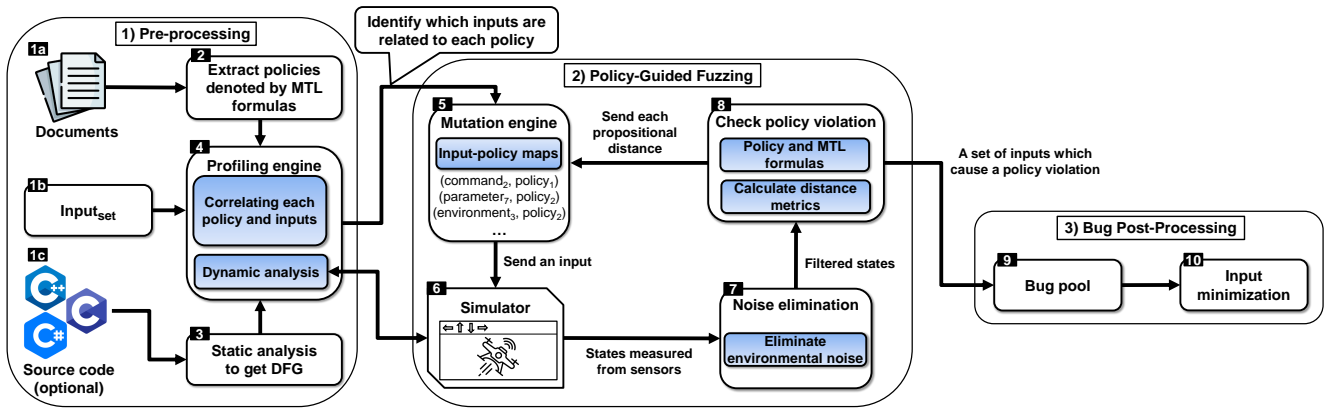 1) Pre-processing
1a
Documents
2
Extract policies
denoted by MTL
formulas
4
Profiling engine
Correlating each
policy and inputs
Dynamic analysis
1b
Input_set
1c
C++
C
C#
Source code
(optional)
3
Static analysis
to get DFG
Identify which inputs are
related to each policy
2) Policy-Guided Fuzzing
5
Mutation engine
Input-policy maps
(command₂, policy₁)
(parameter₇, policy₂)
(environment₃, policy₂)
...
Send an input
6
Simulator
States measured
from sensors
7
Noise elimination
Eliminate
environmental noise
Filtered states
8
Check policy violation
Policy and MTL
formulas
Calculate distance
metrics
Send each
propositional
distance
A set of inputs which
cause a policy violation
3) Bug Post-Processing
9
Bug pool
10
Input
minimization